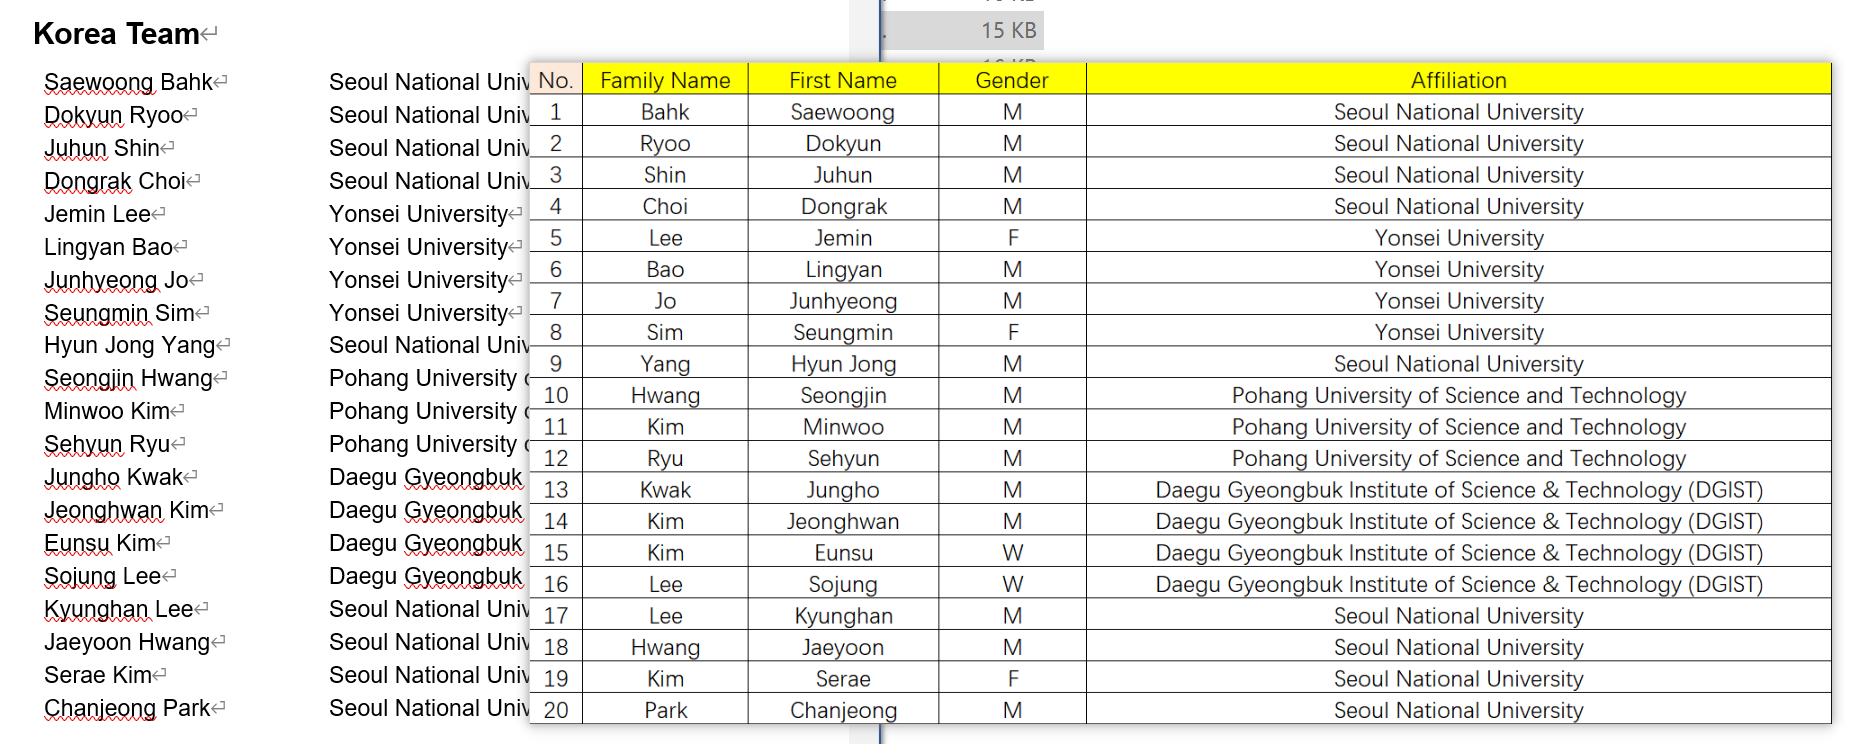 Korea Team
Saewoong Bahk Seoul National Univ
Dokyun Ryoo Seoul National Univ
Juhun Shin Seoul National Univ
Dongrak Choi Seoul National Univ
Jemin Lee Yonsei University
Lingyan Bao Yonsei University
Junhyeong Jo Yonsei University
Seungmin Sim Yonsei University
Hyun Jong Yang Seoul National Univ
Seongjin Hwang Pohang University
Minwoo Kim Pohang University
Sehyun Ryu Pohang University
Jungho Kwak Daegu Gyeongbuk
Jeonghwan Kim Daegu Gyeongbuk
Eunsu Kim Daegu Gyeongbuk
Sojung Lee Daegu Gyeongbuk
Kyunghan Lee Seoul National Univ
Jaeyoon Hwang Seoul National Univ
Serae Kim Seoul National Univ
Chanjeong Park Seoul National Univ
15 KB
No. Family Name First Name Gender Affiliation
1 Bahk Saewoong M Seoul National University
2 Ryoo Dokyun M Seoul National University
3 Shin Juhun M Seoul National University
4 Choi Dongrak M Seoul National University
5 Lee Jemin F Yonsei University
6 Bao Lingyan M Yonsei University
7 Jo Junhyeong M Yonsei University
8 Sim Seungmin F Yonsei University
9 Yang Hyun Jong M Seoul National University
10 Hwang Seongjin M Pohang University of Science and Technology
11 Kim Minwoo M Pohang University of Science and Technology
12 Ryu Sehyun M Pohang University of Science and Technology
13 Kwak Jungho M Daegu Gyeongbuk Institute of Science & Technology (DGIST)
14 Kim Jeonghwan M Daegu Gyeongbuk Institute of Science & Technology (DGIST)
15 Kim Eunsu W Daegu Gyeongbuk Institute of Science & Technology (DGIST)
16 Lee Sojung W Daegu Gyeongbuk Institute of Science & Technology (DGIST)
17 Lee Kyunghan M Seoul National University
18 Hwang Jaeyoon M Seoul National University
19 Kim Serae F Seoul National University
20 Park Chanjeong M Seoul National University